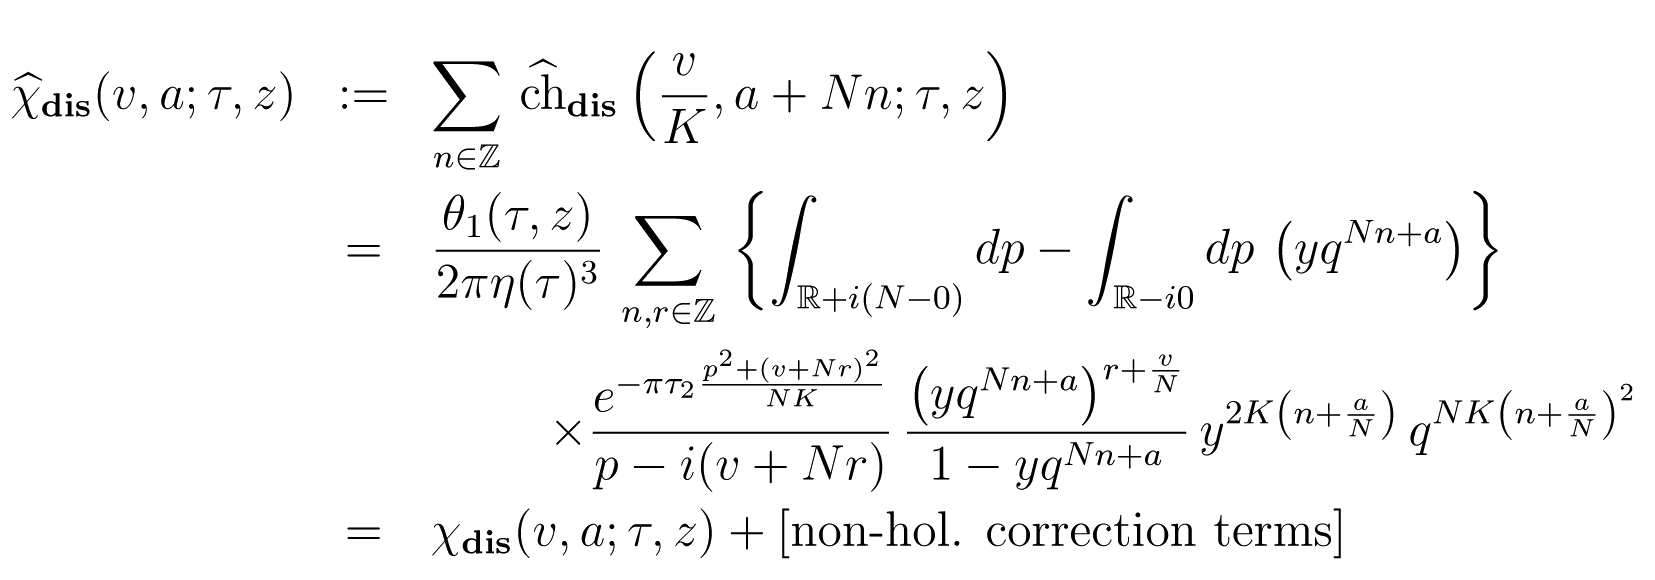 \widehat{\chi}_{\mathbf{dis}}(v, a; \tau, z) := \sum_{n \in \mathbb{Z}} \widehat{\mathrm{ch}}_{\mathbf{dis}} \left( \frac{v}{K}, a + Nn; \tau, z \right)
= \frac{\theta_1(\tau, z)}{2\pi \eta(\tau)^3} \sum_{n,r \in \mathbb{Z}} \left\{ \int_{\mathbb{R}+i(N-0)} dp - \int_{\mathbb{R}-i0} dp \, \left( yq^{Nn+a} \right) \right\}
\times \frac{e^{-\pi \tau_2 \frac{p^2+(v+Nr)^2}{NK}}}{p - i(v + Nr)} \, \frac{\left( yq^{Nn+a} \right)^{r+\frac{v}{N}}}{1 - yq^{Nn+a}} \, y^{2K\left(n+\frac{a}{N}\right)} \, q^{NK\left(n+\frac{a}{N}\right)^2}
= \chi_{\mathbf{dis}}(v, a; \tau, z) + [\text{non-hol. correction terms}]